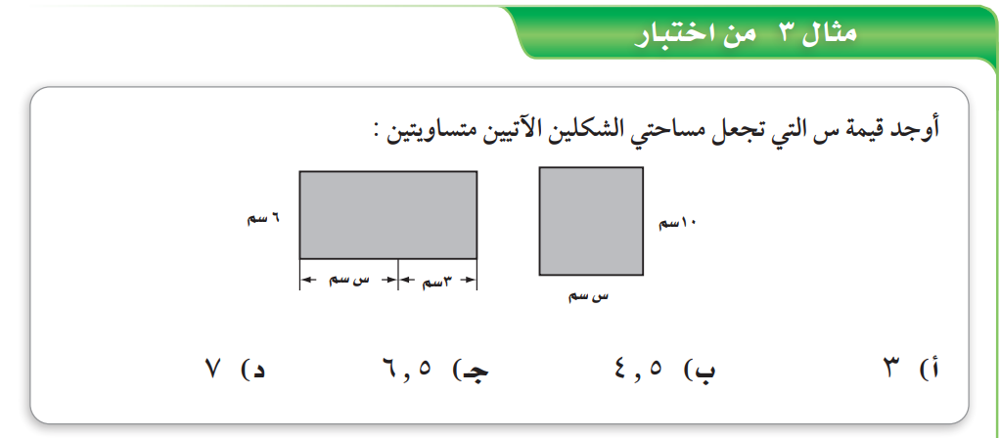 مثال ٣ من اختبار
أوجد قيمة س التي تجعل مساحتي الشكلين الآتيين متساويتين :
١٠سم
س سم
٦ سم
٣سم
س سم
أ) ٣
ب) ٤,٥
جـ) ٦,٥
د) ٧